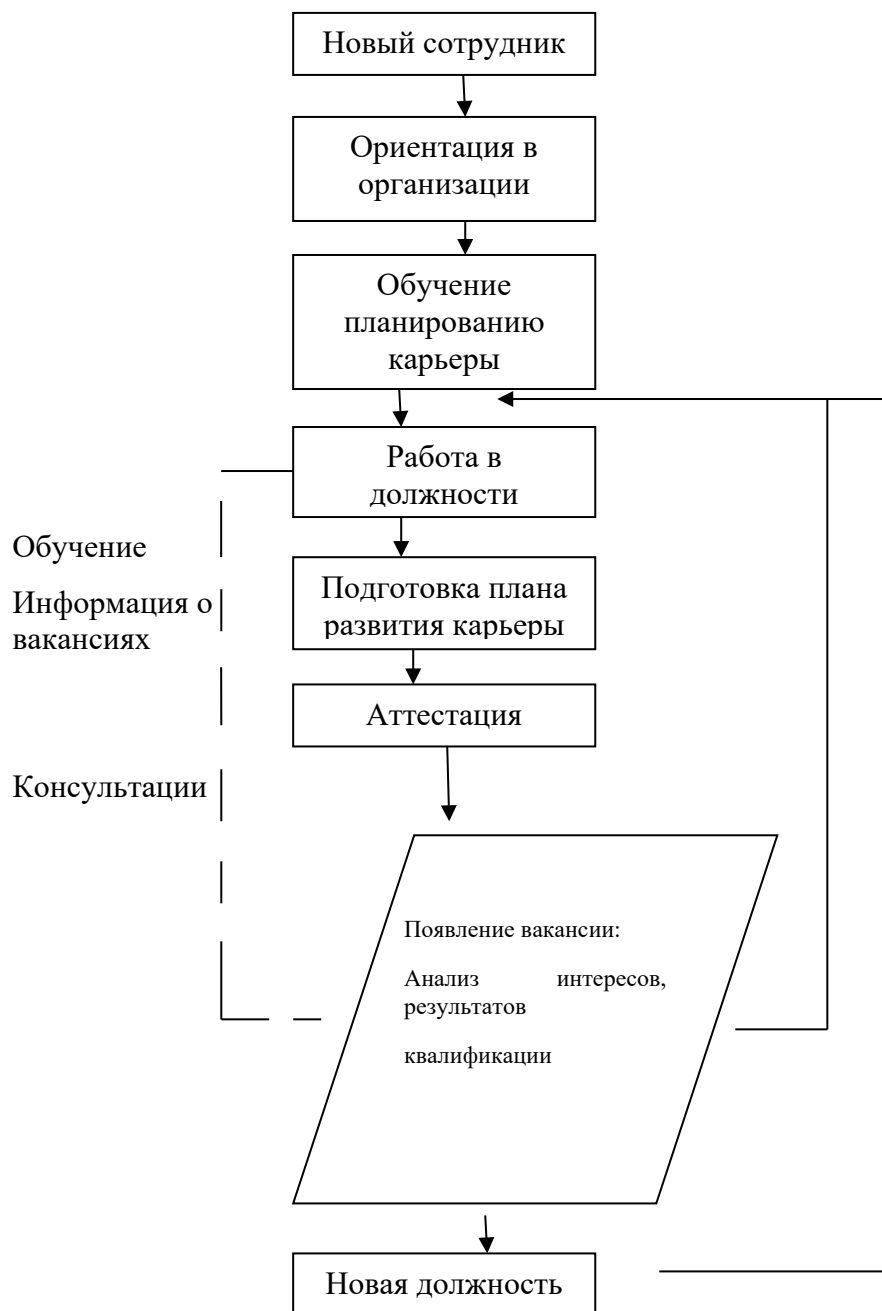 Новый сотрудник
Ориентация в
организации
Обучение
планированию
карьеры
Работа в
должности
Обучение
Информация о
вакансиях
Подготовка плана
развития карьеры
Аттестация
Консультации
Появление вакансии:
Анализ интересов,
результатов
квалификации
Новая должность